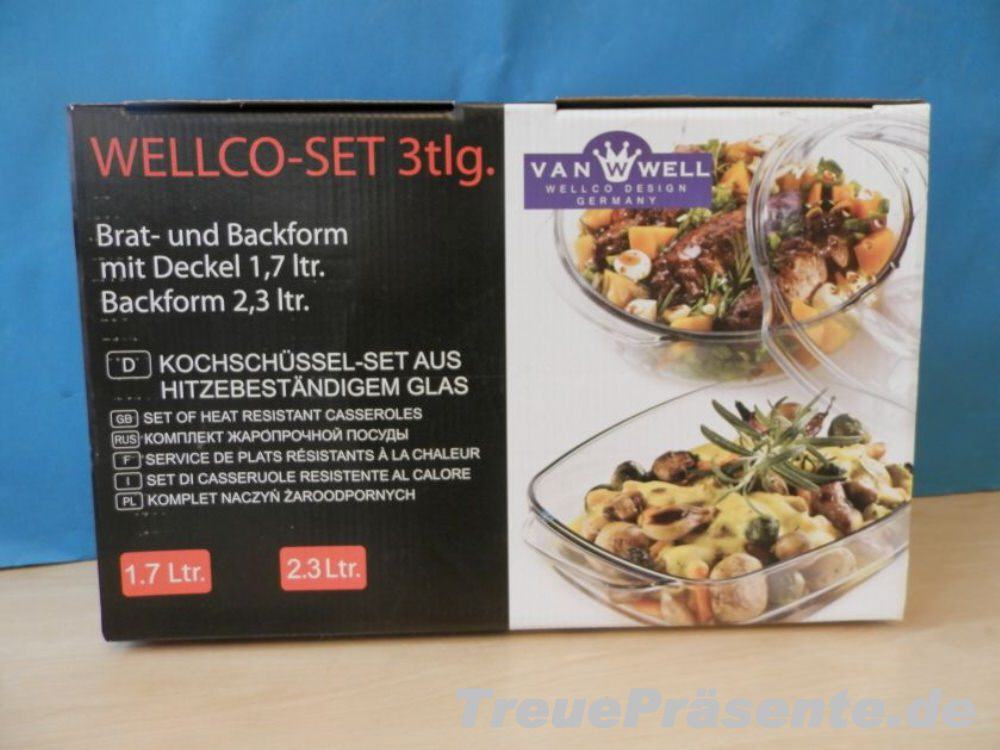 WELLCO-SET 3tlg.
Brat- und Backform
mit Deckel 1,7 ltr.
Backform 2,3 ltr.
D KOCHSCHÜSSEL-SET AUS
HITZEBESTÄNDIGEM GLAS
GB SET OF HEAT RESISTANT CASSEROLES
RUS КОМПЛЕКТ ЖАРОПРОЧНОЙ ПОСУДЫ
F SERVICE DE PLATS RÉSISTANTS À LA CHALEUR
I SET DI CASSERUOLE RESISTENTE AL CALORE
PL KOMPLET NACZYŃ ŻAROODPORNYCH
1.7 Ltr.
2.3 Ltr.
VAN W WELL
WELLCO DESIGN
GERMANY
TreuePräsente.de